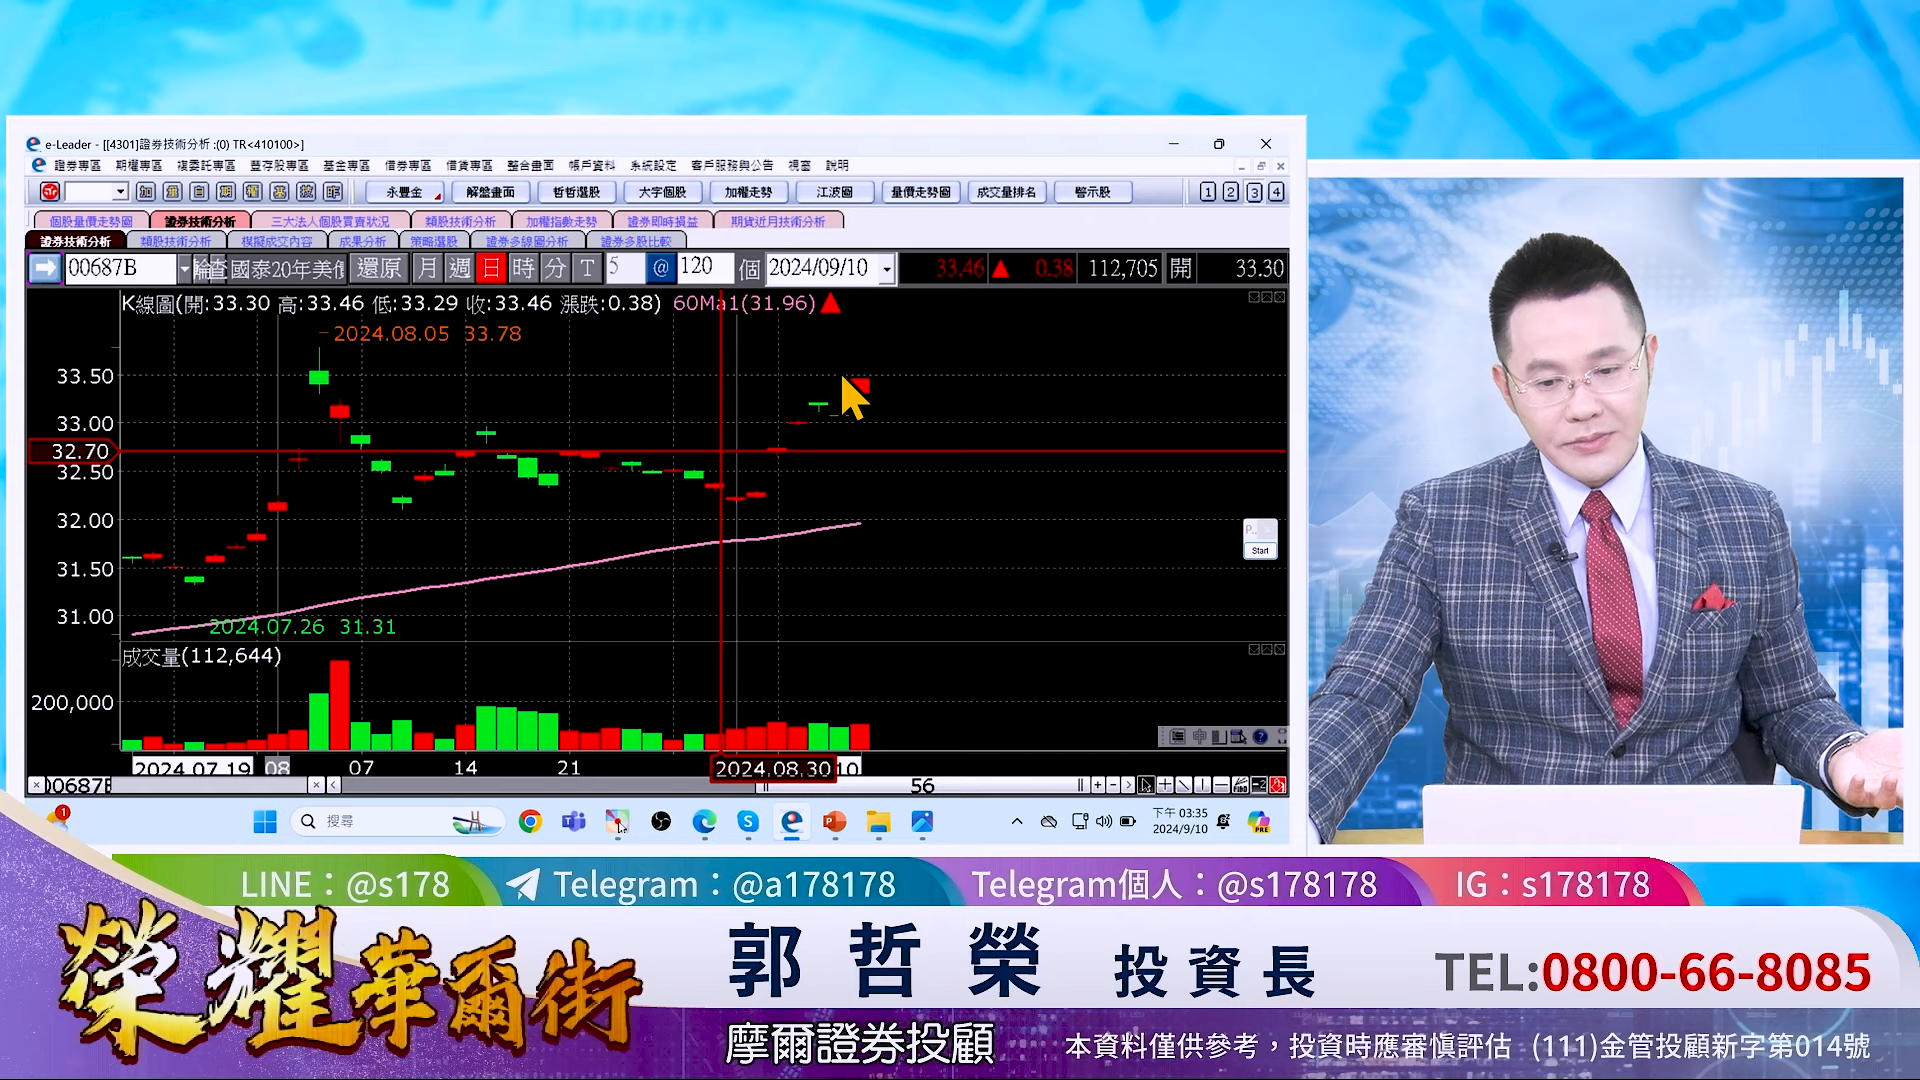 e-Leader - [[4301]證券技術分析 :(0) TR<410100>]
證券專區 期權專區 複委託專區 豐存股專區 基金專區 借券專區 借貸專區 整合畫面 帳戶資料 系統設定 客戶服務與公告 視窗 說明
永豐金 解盤畫面 哲哲選股 大字個股 加權走勢 江波圖 量價走勢圖 成交量排名 警示股 1 2 3 4
個股量價走勢圖 證券技術分析 三大法人個股買賣狀況 類股技術分析 加權指數走勢 證券即時損益 期貨近月技術分析
證券技術分析 類股技術分析 模擬成交內容 成果分析 策略選股 證券多線圖分析 證券多股比較
00687B 國泰20年美債 還原 月 週 日 時 分 T 5 @ 120 個 2024/09/10 33.46 ▲ 0.38 112,705 開 33.30
K線圖(開:33.30 高:33.46 低:33.29 收:33.46 漲跌:0.38) 60Ma1(31.96)▲
2024.08.05 33.78
33.50
33.00
32.70
32.50
32.00
31.50
31.00
2024.07.26 31.31
P..
Start
成交量(112,644)
200,000
2024.07.19 08 07 14 21 2024.08.30 10
00687B 56
1
搜尋
下午 03:35
2024/9/10
LINE：@s178 Telegram：@a178178 Telegram個人：@s178178 IG：s178178
榮耀華爾街
郭哲榮 投資長 TEL:0800-66-8085
摩爾證券投顧 本資料僅供參考，投資時應審慎評估 (111)金管投顧新字第014號